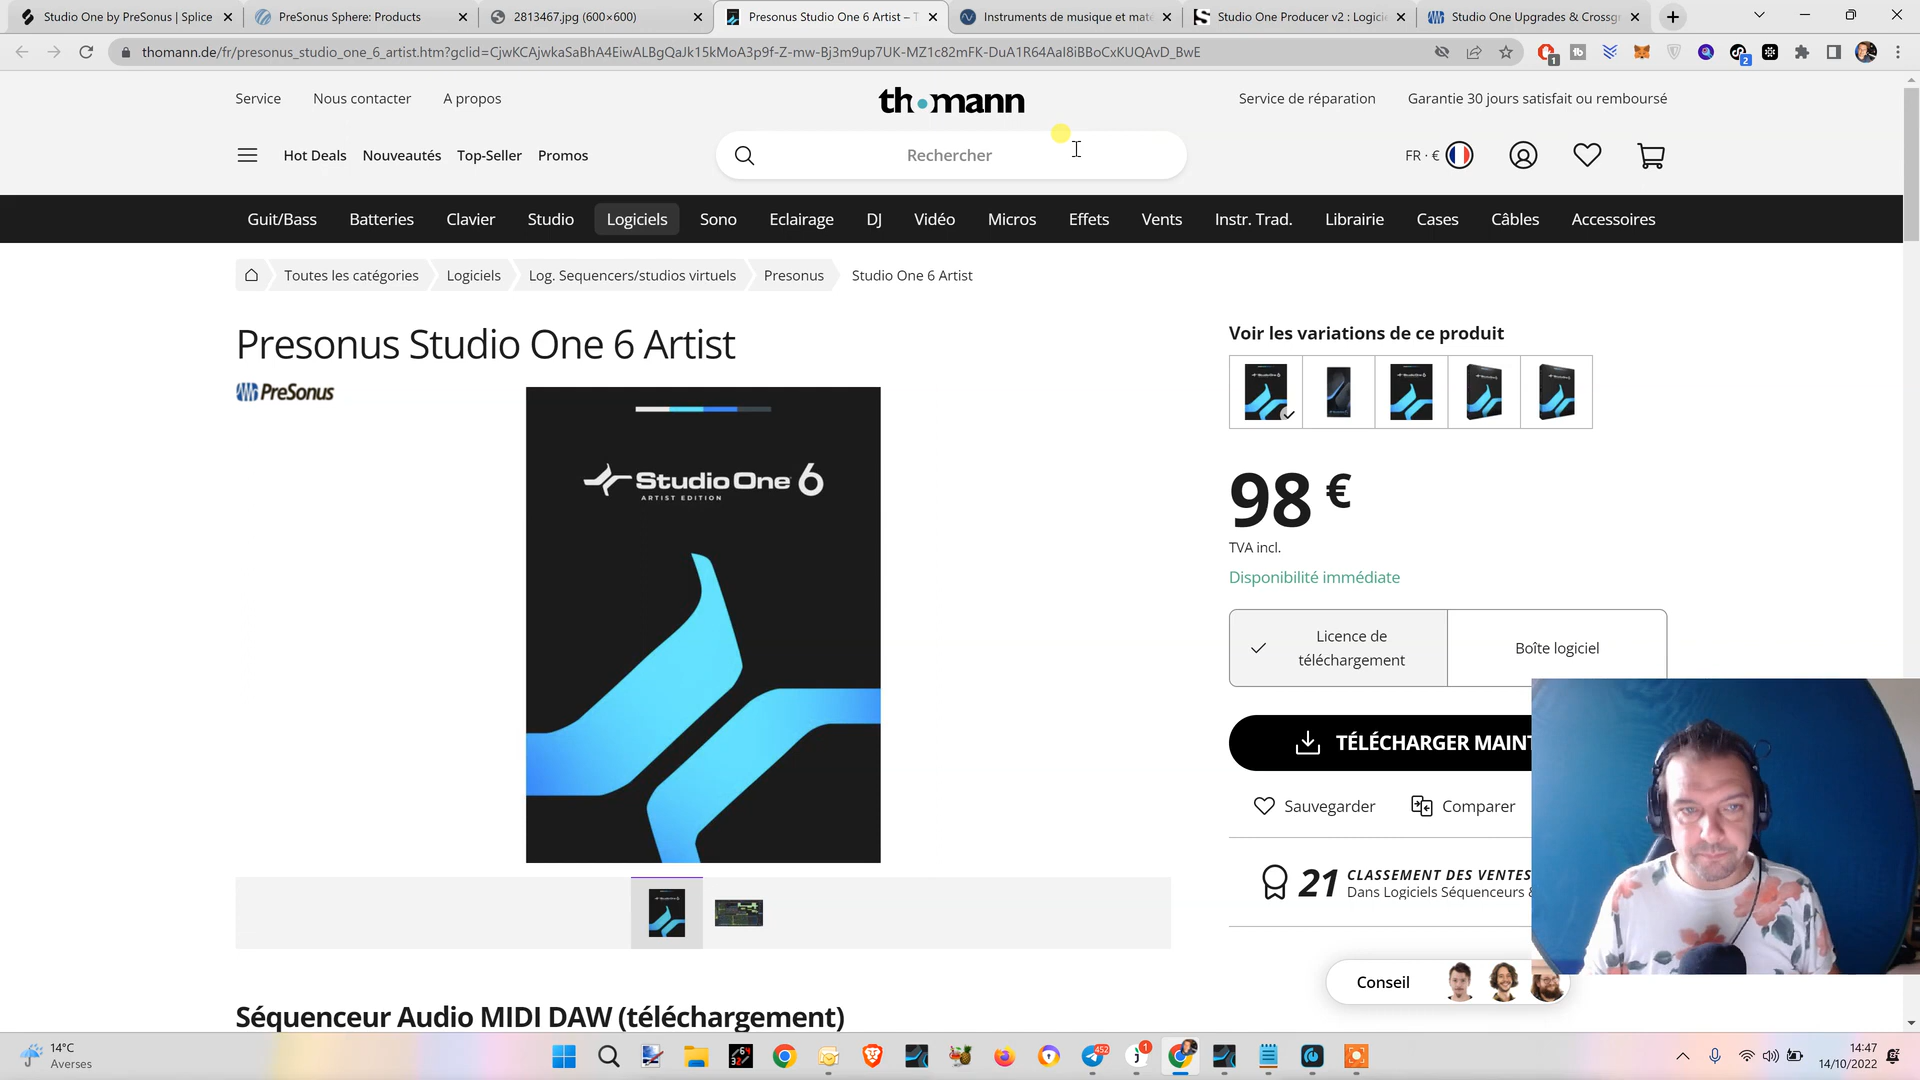 Studio One by PreSonus | Splice
PreSonus Sphere: Products
2813467.jpg (600×600)
Presonus Studio One 6 Artist – T
Instruments de musique et maté
Studio One Producer v2 : Logicie
Studio One Upgrades & Crossgr
thomann.de/fr/presonus_studio_one_6_artist.htm?gclid=CjwKCAjwkaSaBhA4EiwALBgQaJk15kMoA3p9f-Z-mw-Bj3m9up7UK-MZ1c82mFK-DuA1R64AaI8iBBoCxKUQAvD_BwE
Service
Nous contacter
A propos
thomann
Service de réparation
Garantie 30 jours satisfait ou remboursé
Hot Deals
Nouveautés
Top-Seller
Promos
Rechercher
FR · €
Guit/Bass
Batteries
Clavier
Studio
Logiciels
Sono
Eclairage
DJ
Vidéo
Micros
Effets
Vents
Instr. Trad.
Librairie
Cases
Câbles
Accessoires
Toutes les catégories
Logiciels
Log. Sequencers/studios virtuels
Presonus
Studio One 6 Artist
Presonus Studio One 6 Artist
PreSonus
Studio One 6
ARTIST EDITION
Voir les variations de ce produit
98 €
TVA incl.
Disponibilité immédiate
Licence de
téléchargement
Boîte logiciel
TÉLÉCHARGER MAINT
Sauvegarder
Comparer
21
CLASSEMENT DES VENTES
Dans Logiciels Séquenceurs &
Conseil
Séquenceur Audio MIDI DAW (téléchargement)
14°C
Averses
14:47
14/10/2022